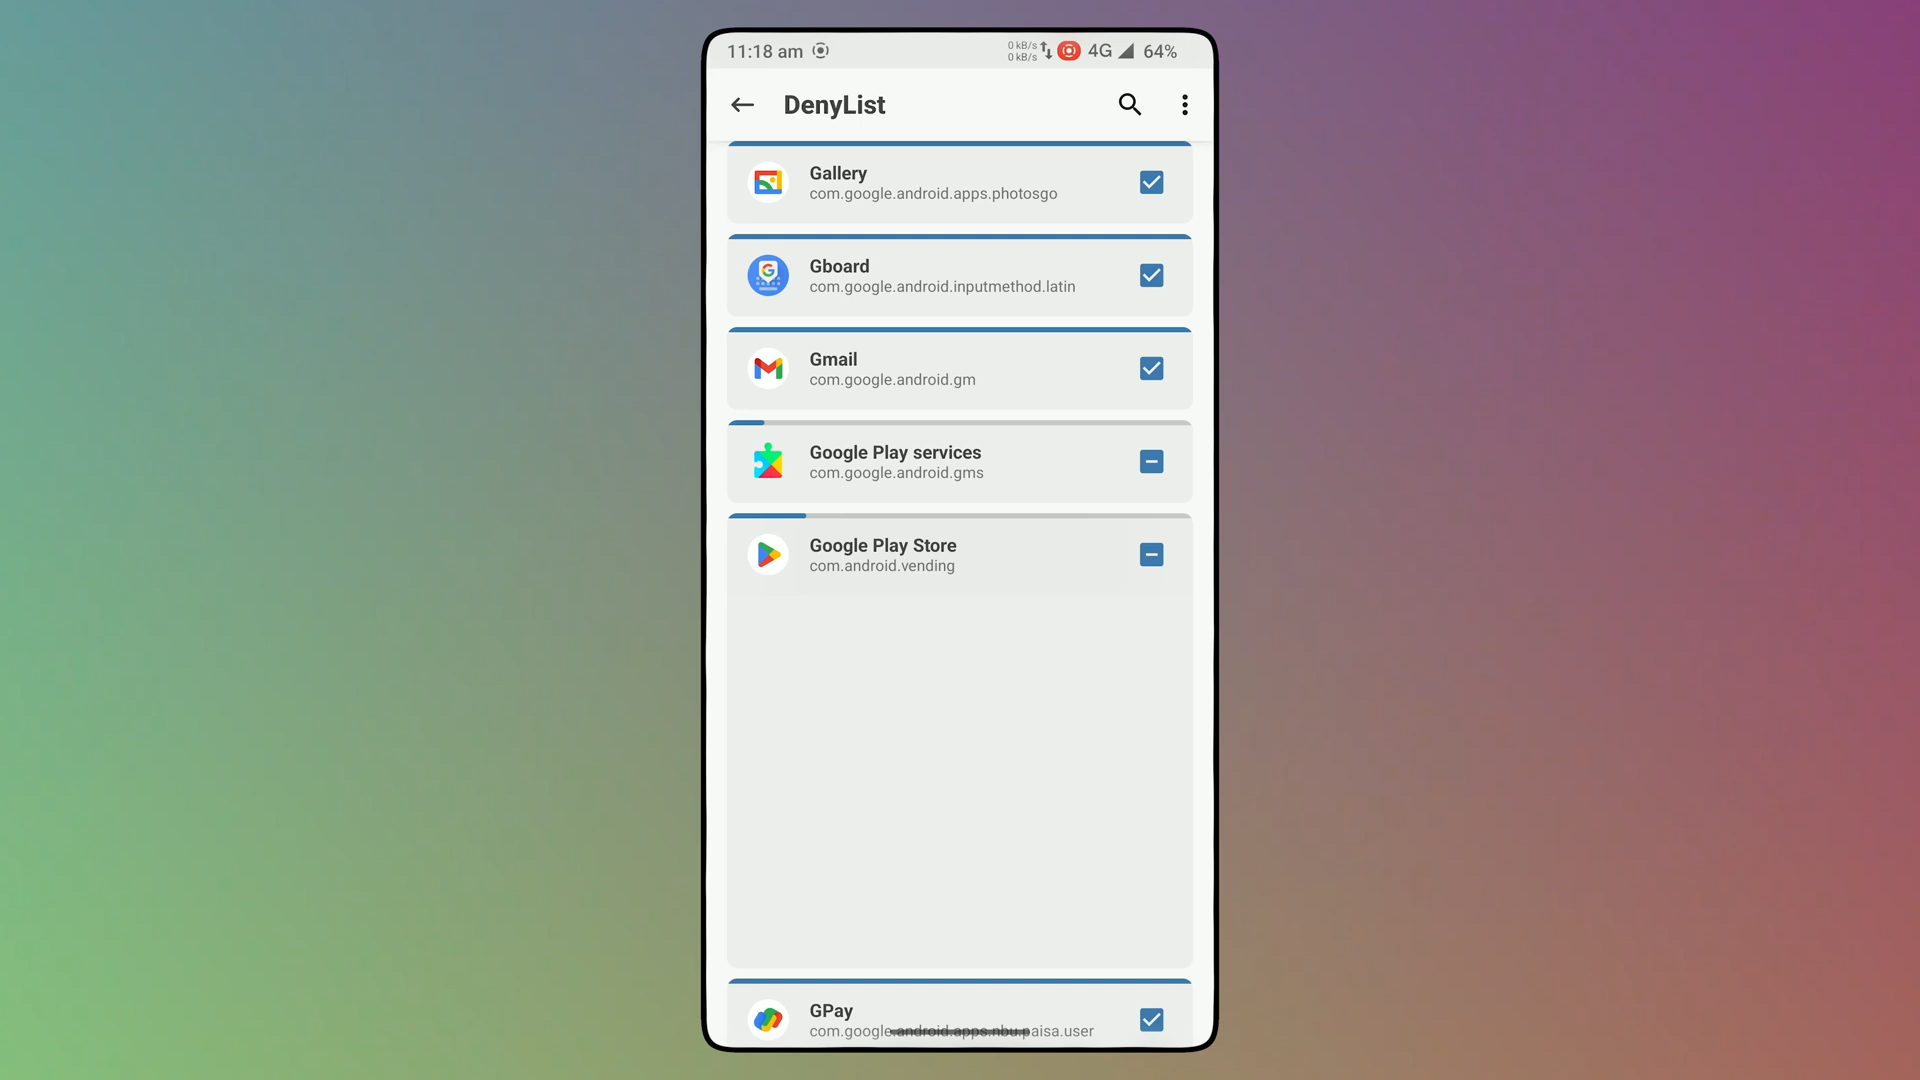 11:18 am 0 kB/s 0 kB/s 4G 64%
DenyList
Gallery
com.google.android.apps.photosgo
Gboard
com.google.android.inputmethod.latin
Gmail
com.google.android.gm
Google Play services
com.google.android.gms
Google Play Store
com.android.vending
GPay
com.google.android.apps.nbu.paisa.user